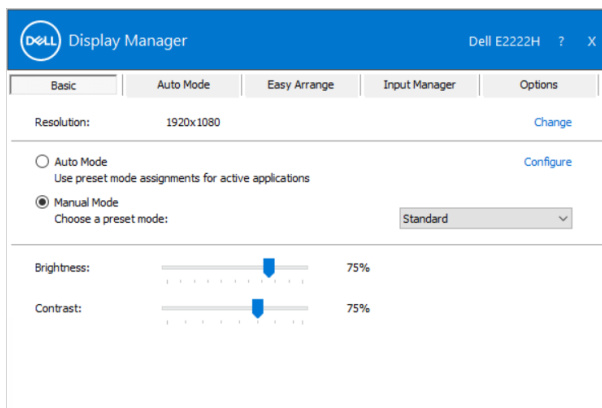 DELL Display Manager Dell E2222H ? X
Basic Auto Mode Easy Arrange Input Manager Options
Resolution: 1920x1080 Change
Auto Mode Configure
Use preset mode assignments for active applications
Manual Mode
Choose a preset mode: Standard
Brightness: 75%
Contrast: 75%